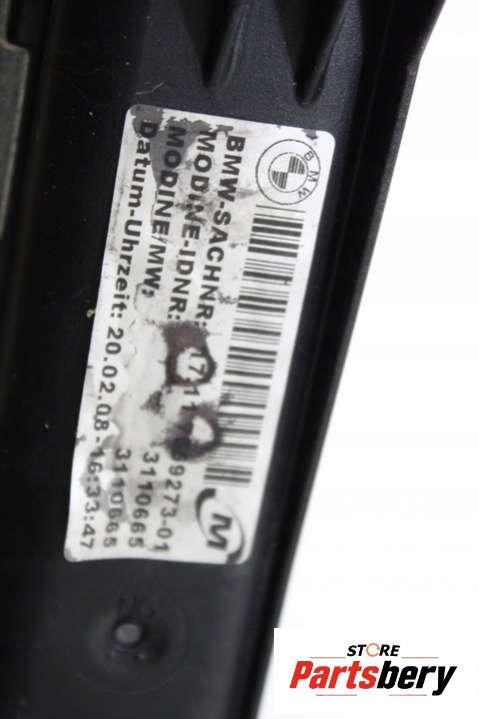 BMW
BMW-SACHNR: 17.11 9273-01
MODINE-IDNR: 3110665
MODINE/MW: 3110665
Datum-Uhrzeit: 20.02.08-16:33:47
M
STORE
Partsbery